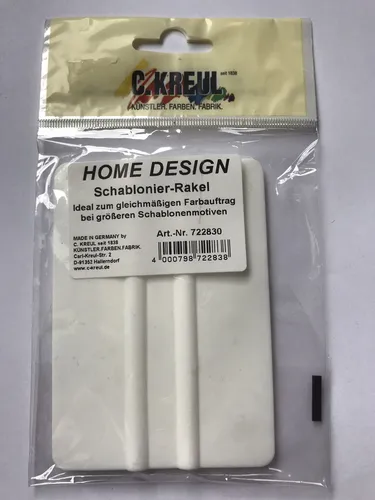 C.KREUL seit 1838
KÜNSTLER. FARBEN. FABRIK.
HOME DESIGN
Schablonier-Rakel
Ideal zum gleichmäßigen Farbauftrag
bei größeren Schablonenmotiven
Art.-Nr. 722830
MADE IN GERMANY by
C. KREUL seit 1838
KÜNSTLER.FARBEN.FABRIK.
Carl-Kreul-Str. 2
D-91352 Hallerndorf
www.c-kreul.de
4 000798 722838